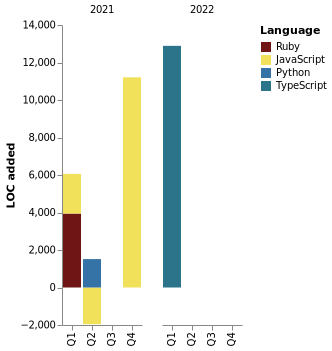 2021 2022
Language
Ruby
JavaScript
Python
TypeScript
LOC added
14,000
12,000
10,000
8,000
6,000
4,000
2,000
0
−2,000
Q1 Q2 Q3 Q4 Q1 Q2 Q3 Q4